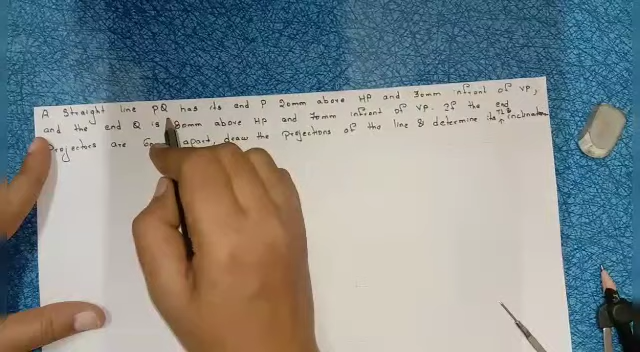 A Straight line PQ has its end P 20mm above HP and 30mm infront of VP,
and the end Q is 80mm above HP and 70mm infront of VP. If the end
Projectors are 60 apart, draw the Projections of the line & determine its inclination